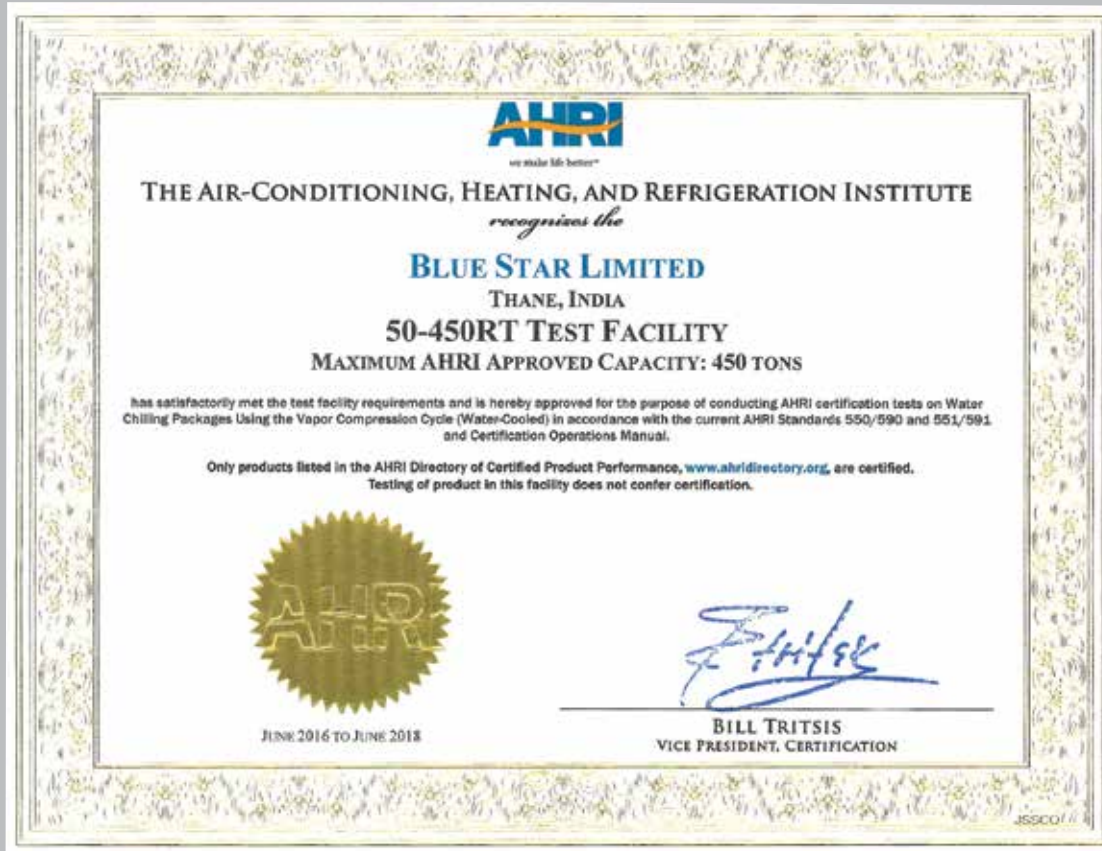 AHRI
we make life better™
THE AIR-CONDITIONING, HEATING, AND REFRIGERATION INSTITUTE
recognizes the
BLUE STAR LIMITED
THANE, INDIA
50-450RT TEST FACILITY
MAXIMUM AHRI APPROVED CAPACITY: 450 TONS
has satisfactorily met the test facility requirements and is hereby approved for the purpose of conducting AHRI certification tests on Water
Chilling Packages Using the Vapor Compression Cycle (Water-Cooled) in accordance with the current AHRI Standards 550/590 and 551/591
and Certification Operations Manual.
Only products listed in the AHRI Directory of Certified Product Performance, www.ahridirectory.org, are certified.
Testing of product in this facility does not confer certification.
AHRI
JUNE 2016 TO JUNE 2018
BILL TRITSIS
VICE PRESIDENT, CERTIFICATION
JSSCO